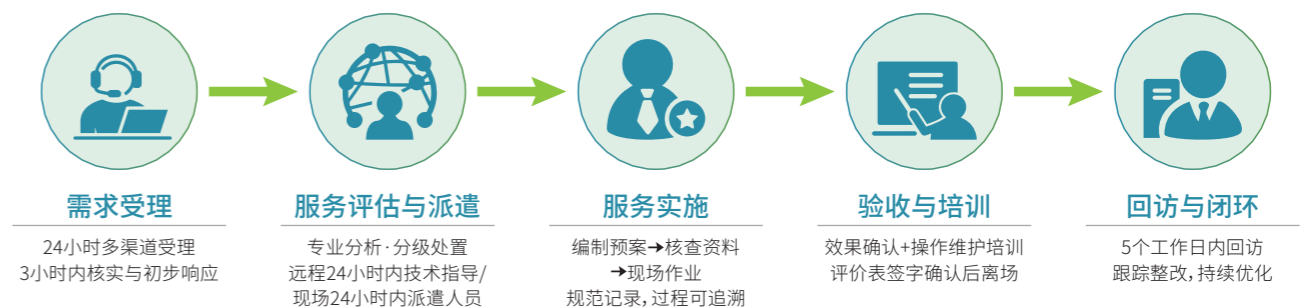 需求受理
24小时多渠道受理
3小时内核实与初步响应
服务评估与派遣
专业分析·分级处置
远程24小时内技术指导/
现场24小时内派遣人员
服务实施
编制预案→核查资料
→现场作业
规范记录,过程可追溯
验收与培训
效果确认+操作维护培训
评价表签字确认后离场
回访与闭环
5个工作日内回访
跟踪整改,持续优化